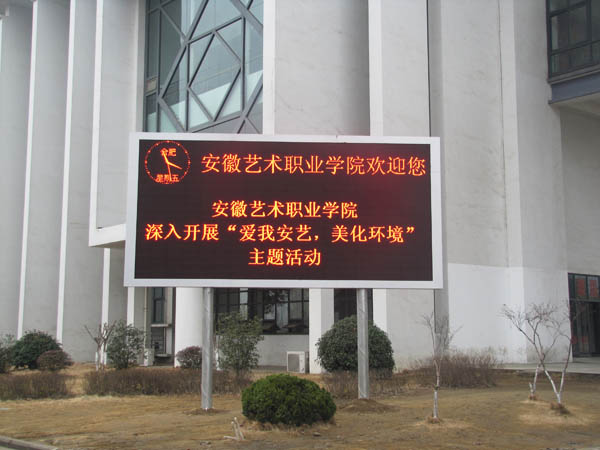 合肥
星期五
安徽艺术职业学院欢迎您
安徽艺术职业学院
深入开展“爱我安艺，美化环境”
主题活动